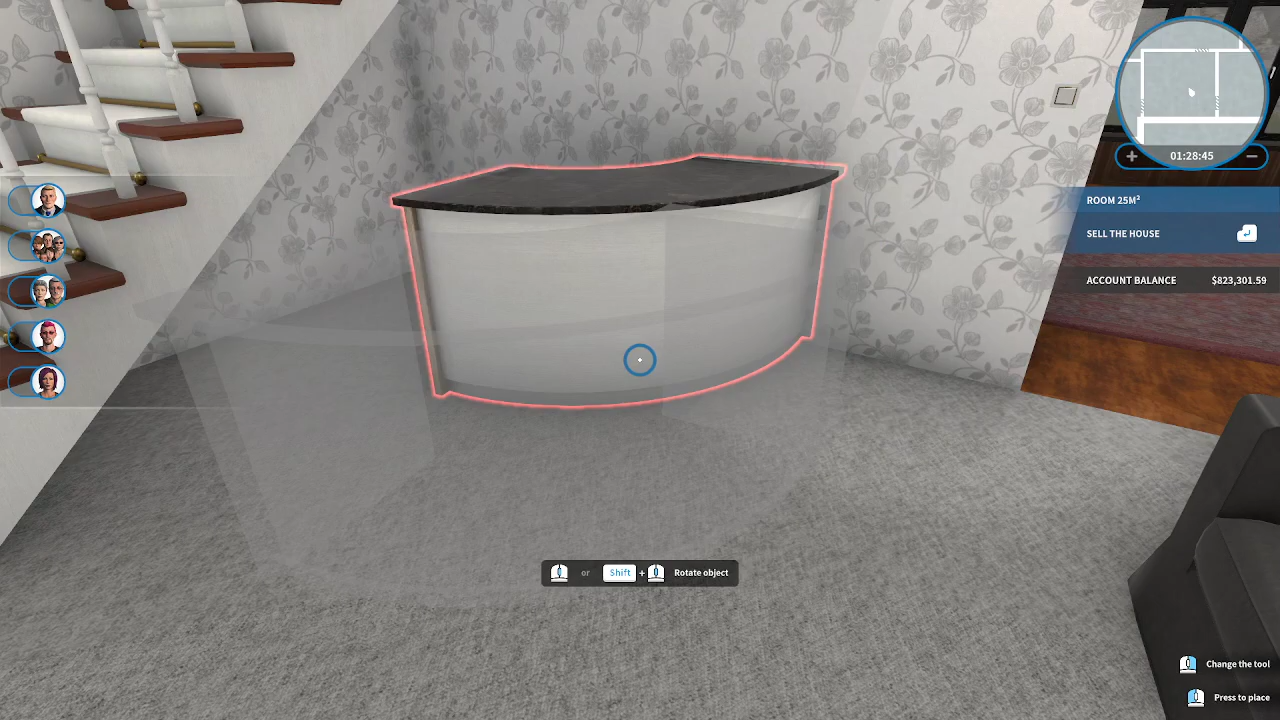 01:28:45
ROOM 25M²
SELL THE HOUSE
ACCOUNT BALANCE $823,301.59
or Shift + Rotate object
Change the tool
Press to place